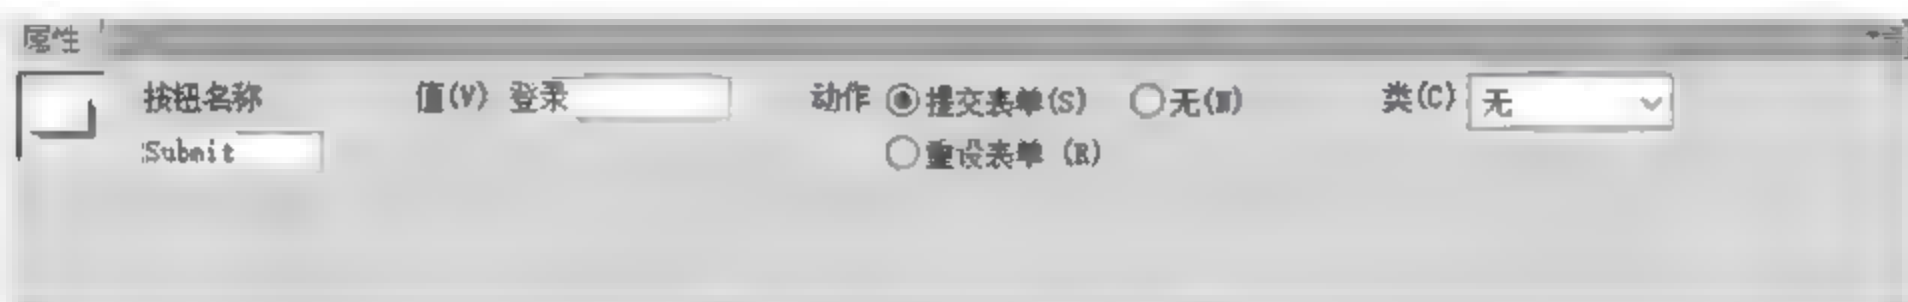 属性
按钮名称 值(V) 登录 动作 提交表单(S) 无(N) 类(C) 无
Submit 重设表单 (R)